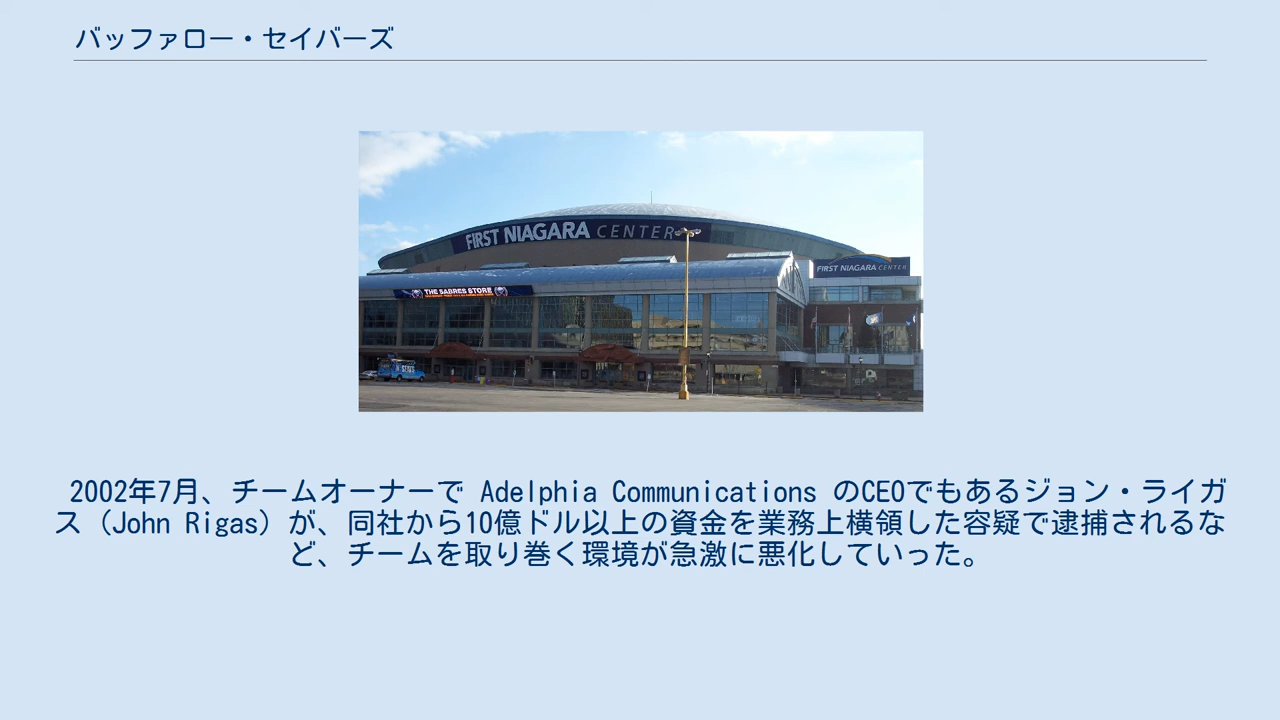 バッファロー・セイバーズ
FIRST NIAGARA CENTER
FIRST NIAGARA CENTER
THE SABRES STORE
2002年7月、チームオーナーで Adelphia Communications のCEOでもあるジョン・ライガ
ス（John Rigas）が、同社から10億ドル以上の資金を業務上横領した容疑で逮捕されるな
ど、チームを取り巻く環境が急激に悪化していった。